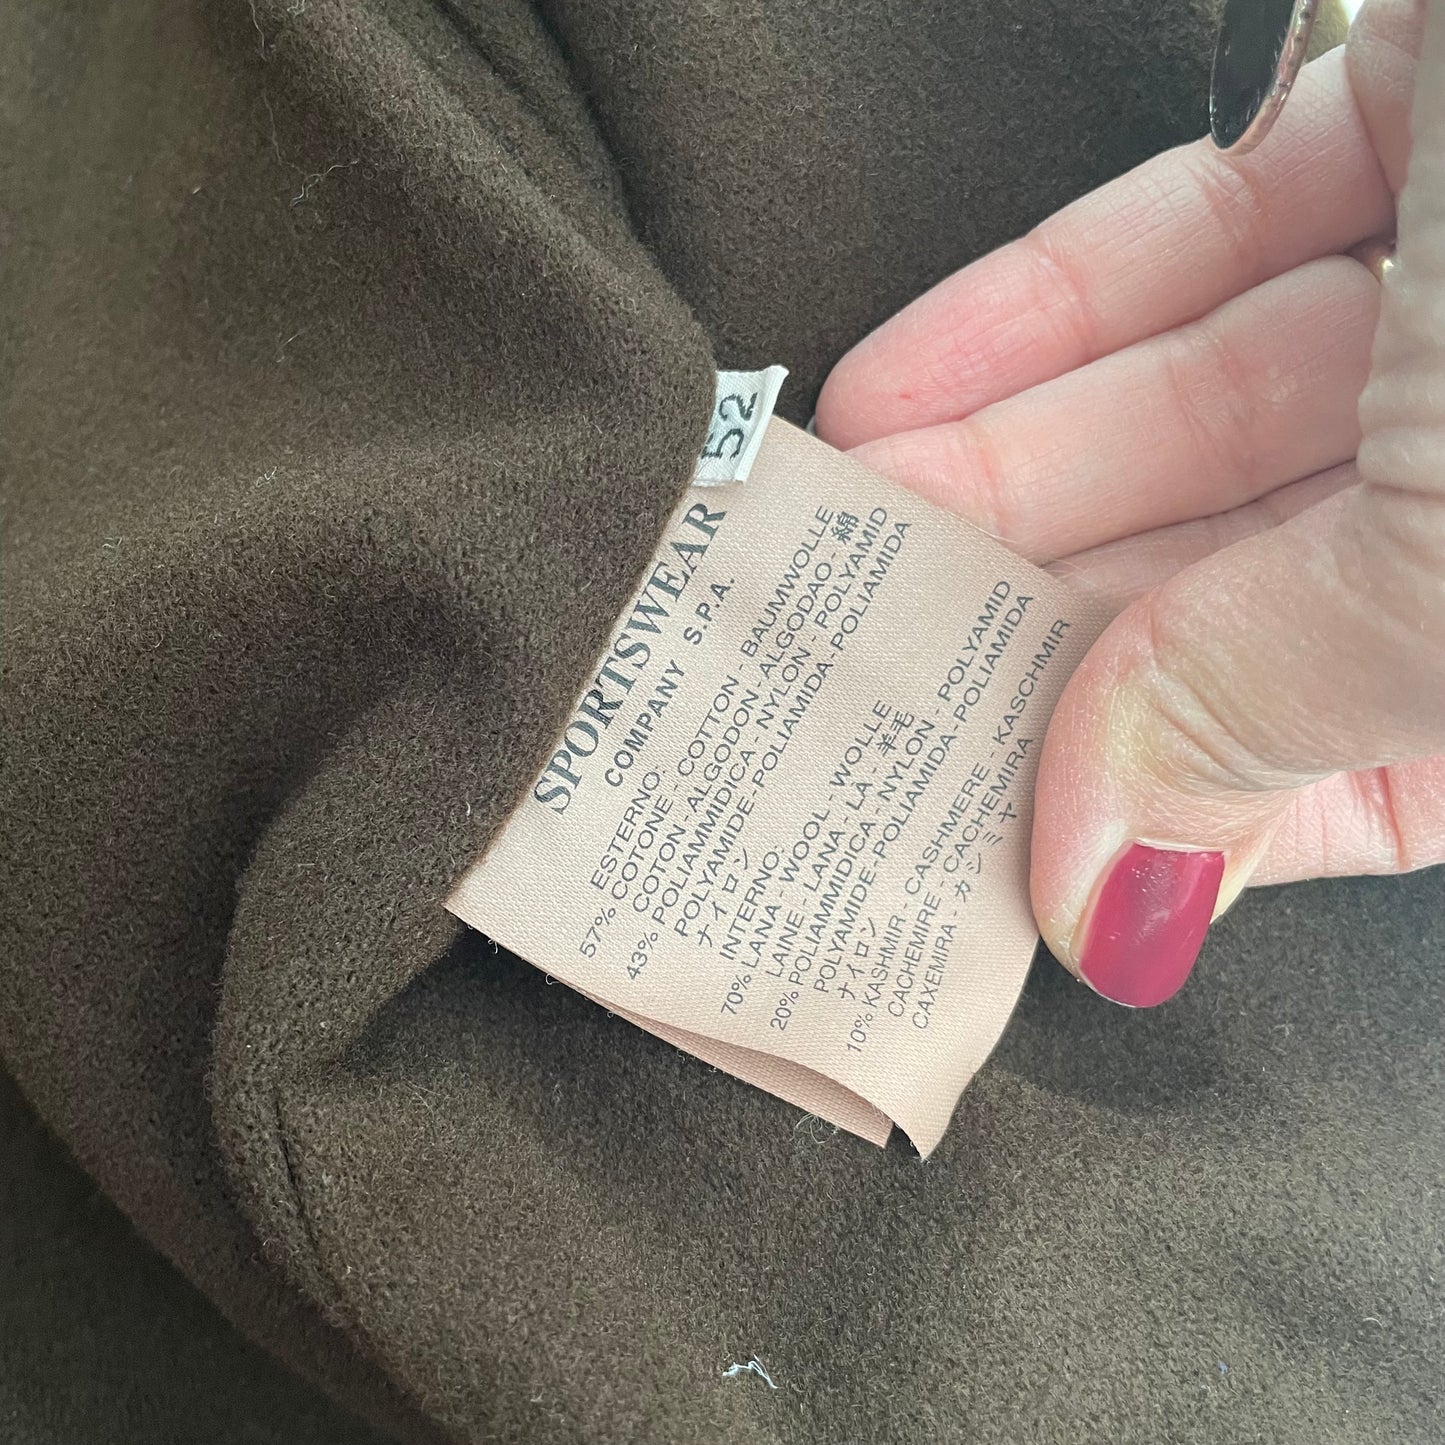 52
SPORTSWEAR
COMPANY S.P.A.
ESTERNO.
57% COTONE - COTTON - BAUMWOLLE
COTON - ALGODON - ALGODAO - 綿
43% POLIAMMIDICA - NYLON - POLYAMID
POLYAMIDE - POLIAMIDA - POLIAMIDA
ナイロン
INTERNO.
70% LANA - WOOL - WOLLE
LAINE - LANA - LA - 羊毛
20% POLIAMMIDICA - NYLON - POLYAMID
POLYAMIDE - POLIAMIDA - POLIAMIDA
ナイロン
10% KASHMIR - CASHMERE - KASCHMIR
CACHEMIRE - CACHEMIRA
CAXEMIRA - カシミヤ